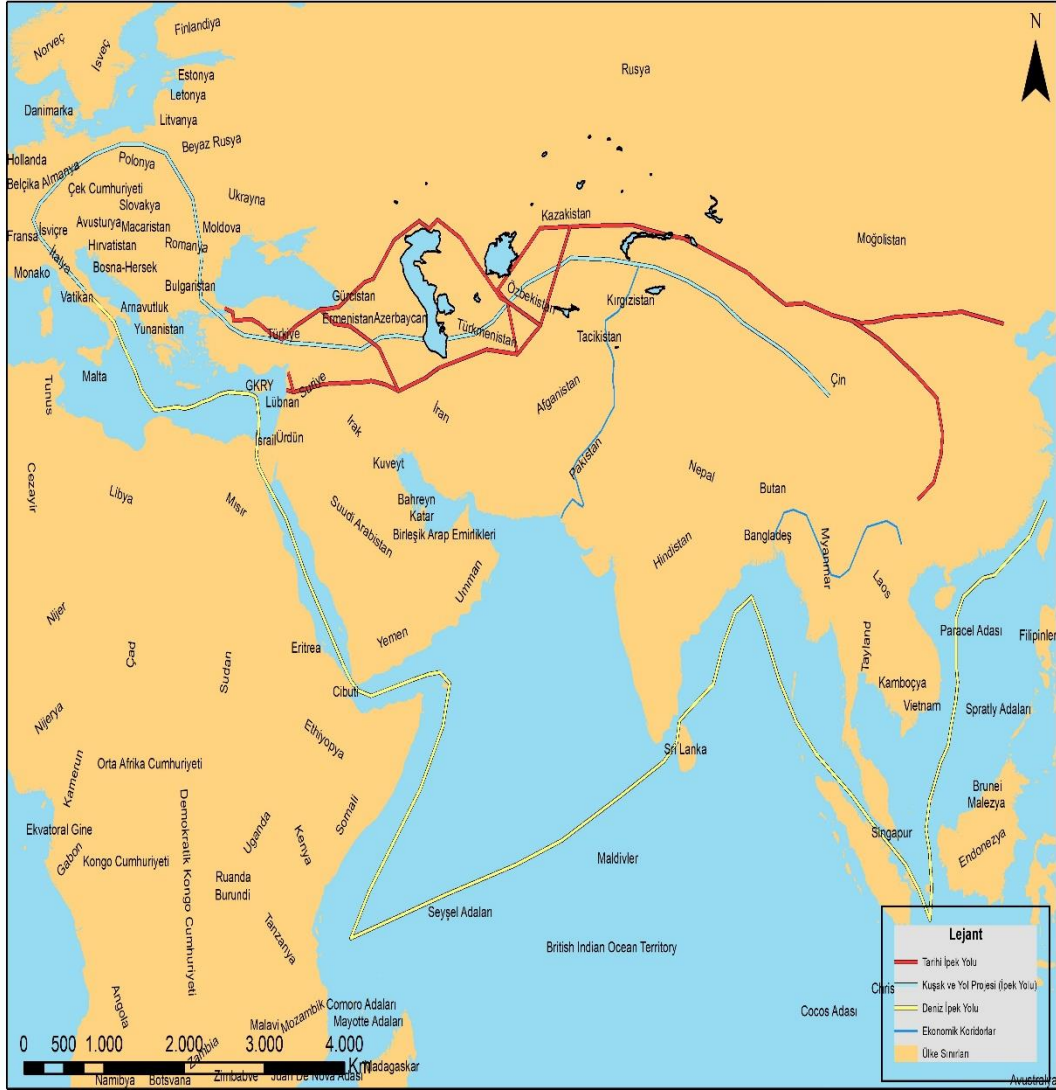 Norveç
İsveç
Finlandiya
N
Rusya
Estonya
Letonya
Danimarka
Litvanya
Beyaz Rusya
Hollanda
Polonya
Belçika
Almanya
Çek Cumhuriyeti
Slovakya
Ukrayna
Kazakistan
Fransa
İsviçre
Avusturya
Macaristan
Moldova
Moğolistan
Hırvatistan
Romanya
İtalya
Monako
Bosna-Hersek
Bulgaristan
Gürcistan
Özbekistan
Kırgızistan
Vatikan
Arnavutluk
Ermenistan
Azerbaycan
Yunanistan
Türkiye
Türkmenistan
Tacikistan
Malta
Tunus
GKRY
Suriye
Lübnan
Çin
İran
Afganistan
İsrail
Ürdün
Irak
Cezayir
Libya
Mısır
Kuveyt
Pakistan
Nepal
Butan
Suudi Arabistan
Bahreyn
Katar
Birleşik Arap Emirlikleri
Hindistan
Bangladeş
Myanmar
Laos
Umman
Nijer
Çad
Sudan
Eritrea
Yemen
Tayland
Paracel Adası
Filipinler
Cibuti
Kamboçya
Vietnam
Spratly Adaları
Nijerya
Ethiyopya
Sri Lanka
Kamerun
Orta Afrika Cumhuriyeti
Brunei
Malezya
Ekvatoral Gine
Gabon
Kongo Cumhuriyeti
Demokralik Kongo Cumhuriyeti
Uganda
Kenya
Somali
Singapur
Endonezya
Maldivler
Ruanda
Burundi
Seyşel Adaları
Tanzanya
British Indian Ocean Territory
Lejant
Tarihi İpek Yolu
Kuşak ve Yol Projesi (İpek Yolu)
Deniz İpek Yolu
Ekonomik Koridorlar
Ülke Sınırları
Chris
Angola
Malavi
Mozambik
Comoro Adaları
Mayotte Adaları
Cocos Adası
0 500 1.000 2.000 3.000 4.000
Km
Zambia
Madagaskar
Namibya
Botsvana
Zimbabve
Juan De Nova Adası
Avustralya